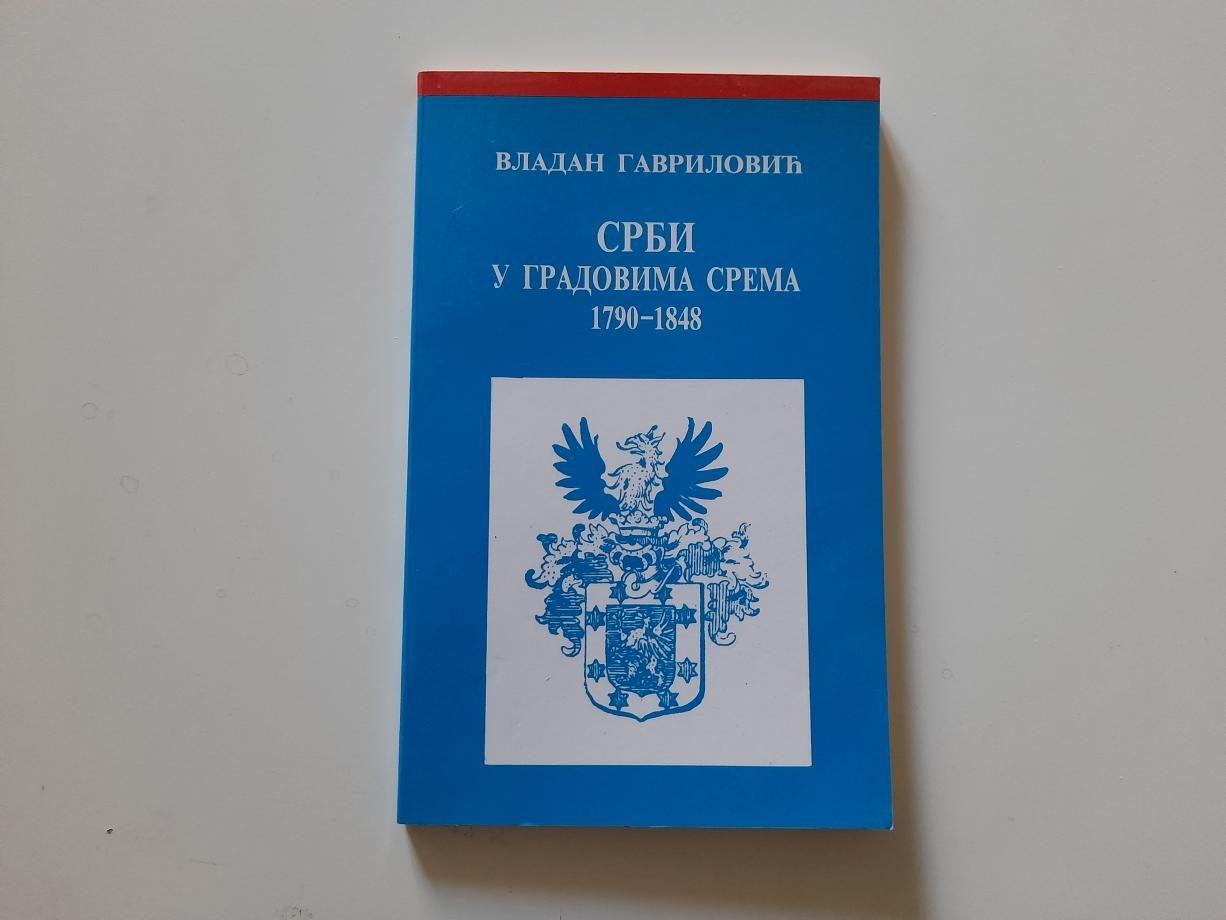 ВЛАДАН ГАВРИЛОВИЋ
СРБИ
У ГРАДОВИМА СРЕМА
1790-1848